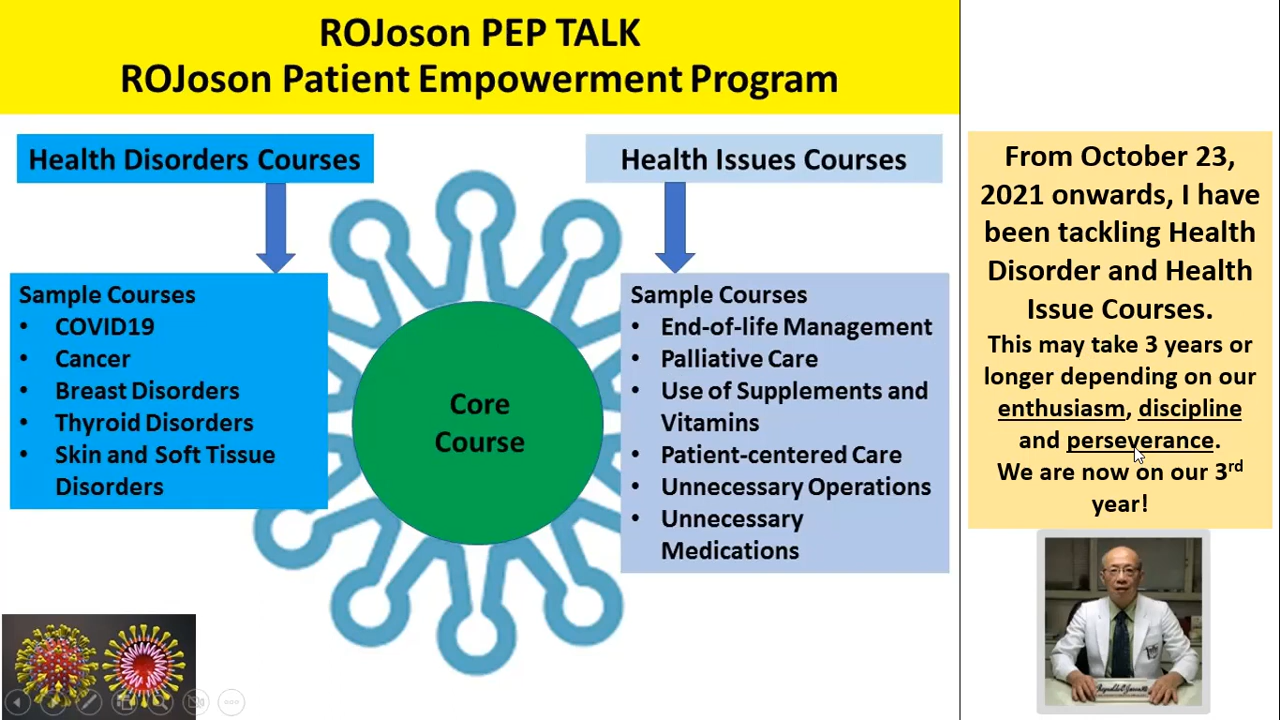 ROJoson PEP TALK
ROJoson Patient Empowerment Program
Health Disorders Courses
Sample Courses
• COVID19
• Cancer
• Breast Disorders
• Thyroid Disorders
• Skin and Soft Tissue
Disorders
Core
Course
Health Issues Courses
Sample Courses
• End-of-life Management
• Palliative Care
• Use of Supplements and
Vitamins
• Patient-centered Care
• Unnecessary Operations
• Unnecessary
Medications
From October 23,
2021 onwards, I have
been tackling Health
Disorder and Health
Issue Courses.
This may take 3 years or
longer depending on our
enthusiasm, discipline
and perseverance.
We are now on our 3rd
year!